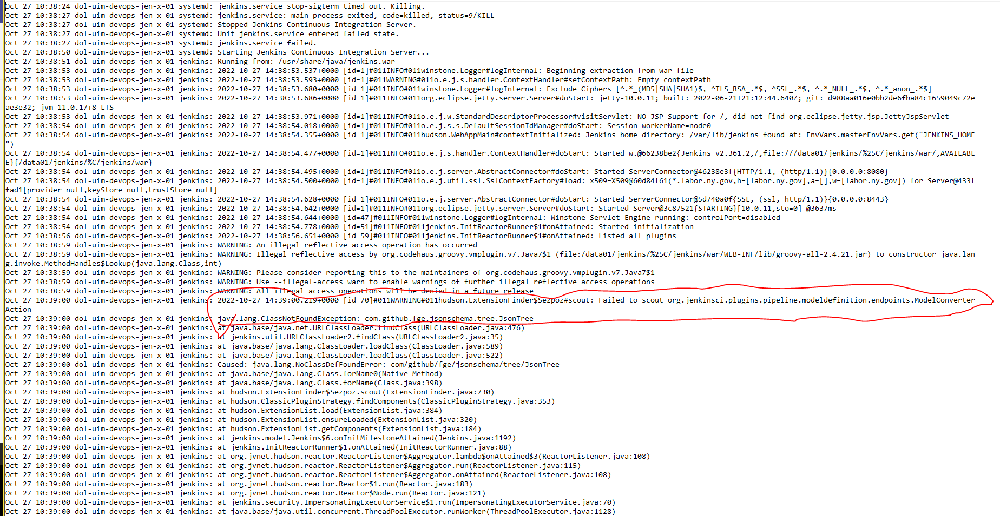 Oct 27 10:38:24 dol-uim-devops-jen-x-01 systemd: jenkins.service stop-sigterm timed out. Killing.
Oct 27 10:38:27 dol-uim-devops-jen-x-01 systemd: jenkins.service: main process exited, code=killed, status=9/KILL
Oct 27 10:38:27 dol-uim-devops-jen-x-01 systemd: Stopped Jenkins Continuous Integration Server.
Oct 27 10:38:27 dol-uim-devops-jen-x-01 systemd: Unit jenkins.service entered failed state.
Oct 27 10:38:27 dol-uim-devops-jen-x-01 systemd: jenkins.service failed.
Oct 27 10:38:50 dol-uim-devops-jen-x-01 systemd: Starting Jenkins Continuous Integration Server...
Oct 27 10:38:51 dol-uim-devops-jen-x-01 jenkins: Running from: /usr/share/java/jenkins.war
Oct 27 10:38:53 dol-uim-devops-jen-x-01 jenkins: 2022-10-27 14:38:53.537+0000 [id=1]#011INFO#011winstone.Logger#logInternal: Beginning extraction from war file
Oct 27 10:38:53 dol-uim-devops-jen-x-01 jenkins: 2022-10-27 14:38:53.593+0000 [id=1]#011WARNING#011o.e.j.s.handler.ContextHandler#setContextPath: Empty contextPath
Oct 27 10:38:53 dol-uim-devops-jen-x-01 jenkins: 2022-10-27 14:38:53.680+0000 [id=1]#011INFO#011winstone.Logger#logInternal: Exclude Ciphers [^.*_(MD5|SHA|SHA1)$, ^TLS_RSA_.*$, ^SSL_.*$, ^.*_NULL_.*$, ^.*_anon_.*$]
Oct 27 10:38:53 dol-uim-devops-jen-x-01 jenkins: 2022-10-27 14:38:53.686+0000 [id=1]#011INFO#011org.eclipse.jetty.server.Server#doStart: jetty-10.0.11; built: 2022-06-21T21:12:44.640Z; git: d988aa016e0bb2de6fba84c1659049c72e
ae3e32; jvm 11.0.17+8-LTS
Oct 27 10:38:53 dol-uim-devops-jen-x-01 jenkins: 2022-10-27 14:38:53.971+0000 [id=1]#011INFO#011o.e.j.w.StandardDescriptorProcessor#visitServlet: NO JSP Support for /, did not find org.eclipse.jetty.jsp.JettyJspServlet
Oct 27 10:38:54 dol-uim-devops-jen-x-01 jenkins: 2022-10-27 14:38:54.018+0000 [id=1]#011INFO#011o.e.j.s.s.DefaultSessionIdManager#doStart: Session workerName=node0
Oct 27 10:38:54 dol-uim-devops-jen-x-01 jenkins: 2022-10-27 14:38:54.355+0000 [id=1]#011INFO#011hudson.WebAppMain#contextInitialized: Jenkins home directory: /var/lib/jenkins found at: EnvVars.masterEnvVars.get("JENKINS_HOME
")
Oct 27 10:38:54 dol-uim-devops-jen-x-01 jenkins: 2022-10-27 14:38:54.477+0000 [id=1]#011INFO#011o.e.j.s.handler.ContextHandler#doStart: Started w.@66238be2{Jenkins v2.361.2,/,file:///data01/jenkins/%25C/jenkins/war/,AVAILABL
E}{/data01/jenkins/%C/jenkins/war}
Oct 27 10:38:54 dol-uim-devops-jen-x-01 jenkins: 2022-10-27 14:38:54.495+0000 [id=1]#011INFO#011o.e.j.server.AbstractConnector#doStart: Started ServerConnector@46238e3f{HTTP/1.1, (http/1.1)}{0.0.0.0:8080}
Oct 27 10:38:54 dol-uim-devops-jen-x-01 jenkins: 2022-10-27 14:38:54.500+0000 [id=1]#011INFO#011o.e.j.util.ssl.SslContextFactory#load: x509=X509@60d84f61(*.labor.ny.gov,h=[labor.ny.gov],a=[],w=[labor.ny.gov]) for Server@433f
fad1[provider=null,keyStore=null,trustStore=null]
Oct 27 10:38:54 dol-uim-devops-jen-x-01 jenkins: 2022-10-27 14:38:54.628+0000 [id=1]#011INFO#011o.e.j.server.AbstractConnector#doStart: Started ServerConnector@5d740a0f{SSL, (ssl, http/1.1)}{0.0.0.0:8443}
Oct 27 10:38:54 dol-uim-devops-jen-x-01 jenkins: 2022-10-27 14:38:54.642+0000 [id=1]#011INFO#011org.eclipse.jetty.server.Server#doStart: Started Server@3c87521{STARTING}[10.0.11,sto=0] @3637ms
Oct 27 10:38:54 dol-uim-devops-jen-x-01 jenkins: 2022-10-27 14:38:54.644+0000 [id=47]#011INFO#011winstone.Logger#logInternal: Winstone Servlet Engine running: controlPort=disabled
Oct 27 10:38:54 dol-uim-devops-jen-x-01 jenkins: 2022-10-27 14:38:54.778+0000 [id=51]#011INFO#011jenkins.InitReactorRunner$1#onAttained: Started initialization
Oct 27 10:38:56 dol-uim-devops-jen-x-01 jenkins: 2022-10-27 14:38:56.651+0000 [id=59]#011INFO#011jenkins.InitReactorRunner$1#onAttained: Listed all plugins
Oct 27 10:38:59 dol-uim-devops-jen-x-01 jenkins: WARNING: An illegal reflective access operation has occurred
Oct 27 10:38:59 dol-uim-devops-jen-x-01 jenkins: WARNING: Illegal reflective access by org.codehaus.groovy.vmplugin.v7.Java7$1 (file:/data01/jenkins/%25C/jenkins/war/WEB-INF/lib/groovy-all-2.4.21.jar) to constructor java.lan
g.invoke.MethodHandles$Lookup(java.lang.Class,int)
Oct 27 10:38:59 dol-uim-devops-jen-x-01 jenkins: WARNING: Please consider reporting this to the maintainers of org.codehaus.groovy.vmplugin.v7.Java7$1
Oct 27 10:38:59 dol-uim-devops-jen-x-01 jenkins: WARNING: Use --illegal-access=warn to enable warnings of further illegal reflective access operations
Oct 27 10:38:59 dol-uim-devops-jen-x-01 jenkins: WARNING: All illegal access operations will be denied in a future release
Oct 27 10:39:00 dol-uim-devops-jen-x-01 jenkins: 2022-10-27 14:39:00.219+0000 [id=70]#011WARNING#011hudson.ExtensionFinder$Sezpoz#scout: Failed to scout org.jenkinsci.plugins.pipeline.modeldefinition.endpoints.ModelConverter
Action
Oct 27 10:39:00 dol-uim-devops-jen-x-01 jenkins: java.lang.ClassNotFoundException: com.github.fge.jsonschema.tree.JsonTree
Oct 27 10:39:00 dol-uim-devops-jen-x-01 jenkins: at java.base/java.net.URLClassLoader.findClass(URLClassLoader.java:476)
Oct 27 10:39:00 dol-uim-devops-jen-x-01 jenkins: at jenkins.util.URLClassLoader2.findClass(URLClassLoader2.java:35)
Oct 27 10:39:00 dol-uim-devops-jen-x-01 jenkins: at java.base/java.lang.ClassLoader.loadClass(ClassLoader.java:589)
Oct 27 10:39:00 dol-uim-devops-jen-x-01 jenkins: at java.base/java.lang.ClassLoader.loadClass(ClassLoader.java:522)
Oct 27 10:39:00 dol-uim-devops-jen-x-01 jenkins: Caused: java.lang.NoClassDefFoundError: com/github/fge/jsonschema/tree/JsonTree
Oct 27 10:39:00 dol-uim-devops-jen-x-01 jenkins: at java.base/java.lang.Class.forName0(Native Method)
Oct 27 10:39:00 dol-uim-devops-jen-x-01 jenkins: at java.base/java.lang.Class.forName(Class.java:398)
Oct 27 10:39:00 dol-uim-devops-jen-x-01 jenkins: at hudson.ExtensionFinder$Sezpoz.scout(ExtensionFinder.java:730)
Oct 27 10:39:00 dol-uim-devops-jen-x-01 jenkins: at hudson.ClassicPluginStrategy.findComponents(ClassicPluginStrategy.java:353)
Oct 27 10:39:00 dol-uim-devops-jen-x-01 jenkins: at hudson.ExtensionList.load(ExtensionList.java:384)
Oct 27 10:39:00 dol-uim-devops-jen-x-01 jenkins: at hudson.ExtensionList.ensureLoaded(ExtensionList.java:320)
Oct 27 10:39:00 dol-uim-devops-jen-x-01 jenkins: at hudson.ExtensionList.getComponents(ExtensionList.java:184)
Oct 27 10:39:00 dol-uim-devops-jen-x-01 jenkins: at jenkins.model.Jenkins$6.onInitMilestoneAttained(Jenkins.java:1192)
Oct 27 10:39:00 dol-uim-devops-jen-x-01 jenkins: at jenkins.InitReactorRunner$1.onAttained(InitReactorRunner.java:88)
Oct 27 10:39:00 dol-uim-devops-jen-x-01 jenkins: at org.jvnet.hudson.reactor.ReactorListener$Aggregator.lambda$onAttained$3(ReactorListener.java:108)
Oct 27 10:39:00 dol-uim-devops-jen-x-01 jenkins: at org.jvnet.hudson.reactor.ReactorListener$Aggregator.run(ReactorListener.java:115)
Oct 27 10:39:00 dol-uim-devops-jen-x-01 jenkins: at org.jvnet.hudson.reactor.ReactorListener$Aggregator.onAttained(ReactorListener.java:108)
Oct 27 10:39:00 dol-uim-devops-jen-x-01 jenkins: at org.jvnet.hudson.reactor.Reactor$1.run(Reactor.java:183)
Oct 27 10:39:00 dol-uim-devops-jen-x-01 jenkins: at org.jvnet.hudson.reactor.Reactor$Node.run(Reactor.java:121)
Oct 27 10:39:00 dol-uim-devops-jen-x-01 jenkins: at jenkins.security.ImpersonatingExecutorService$1.run(ImpersonatingExecutorService.java:70)
Oct 27 10:39:00 dol-uim-devops-jen-x-01 jenkins: at java.base/java.util.concurrent.ThreadPoolExecutor.runWorker(ThreadPoolExecutor.java:1128)